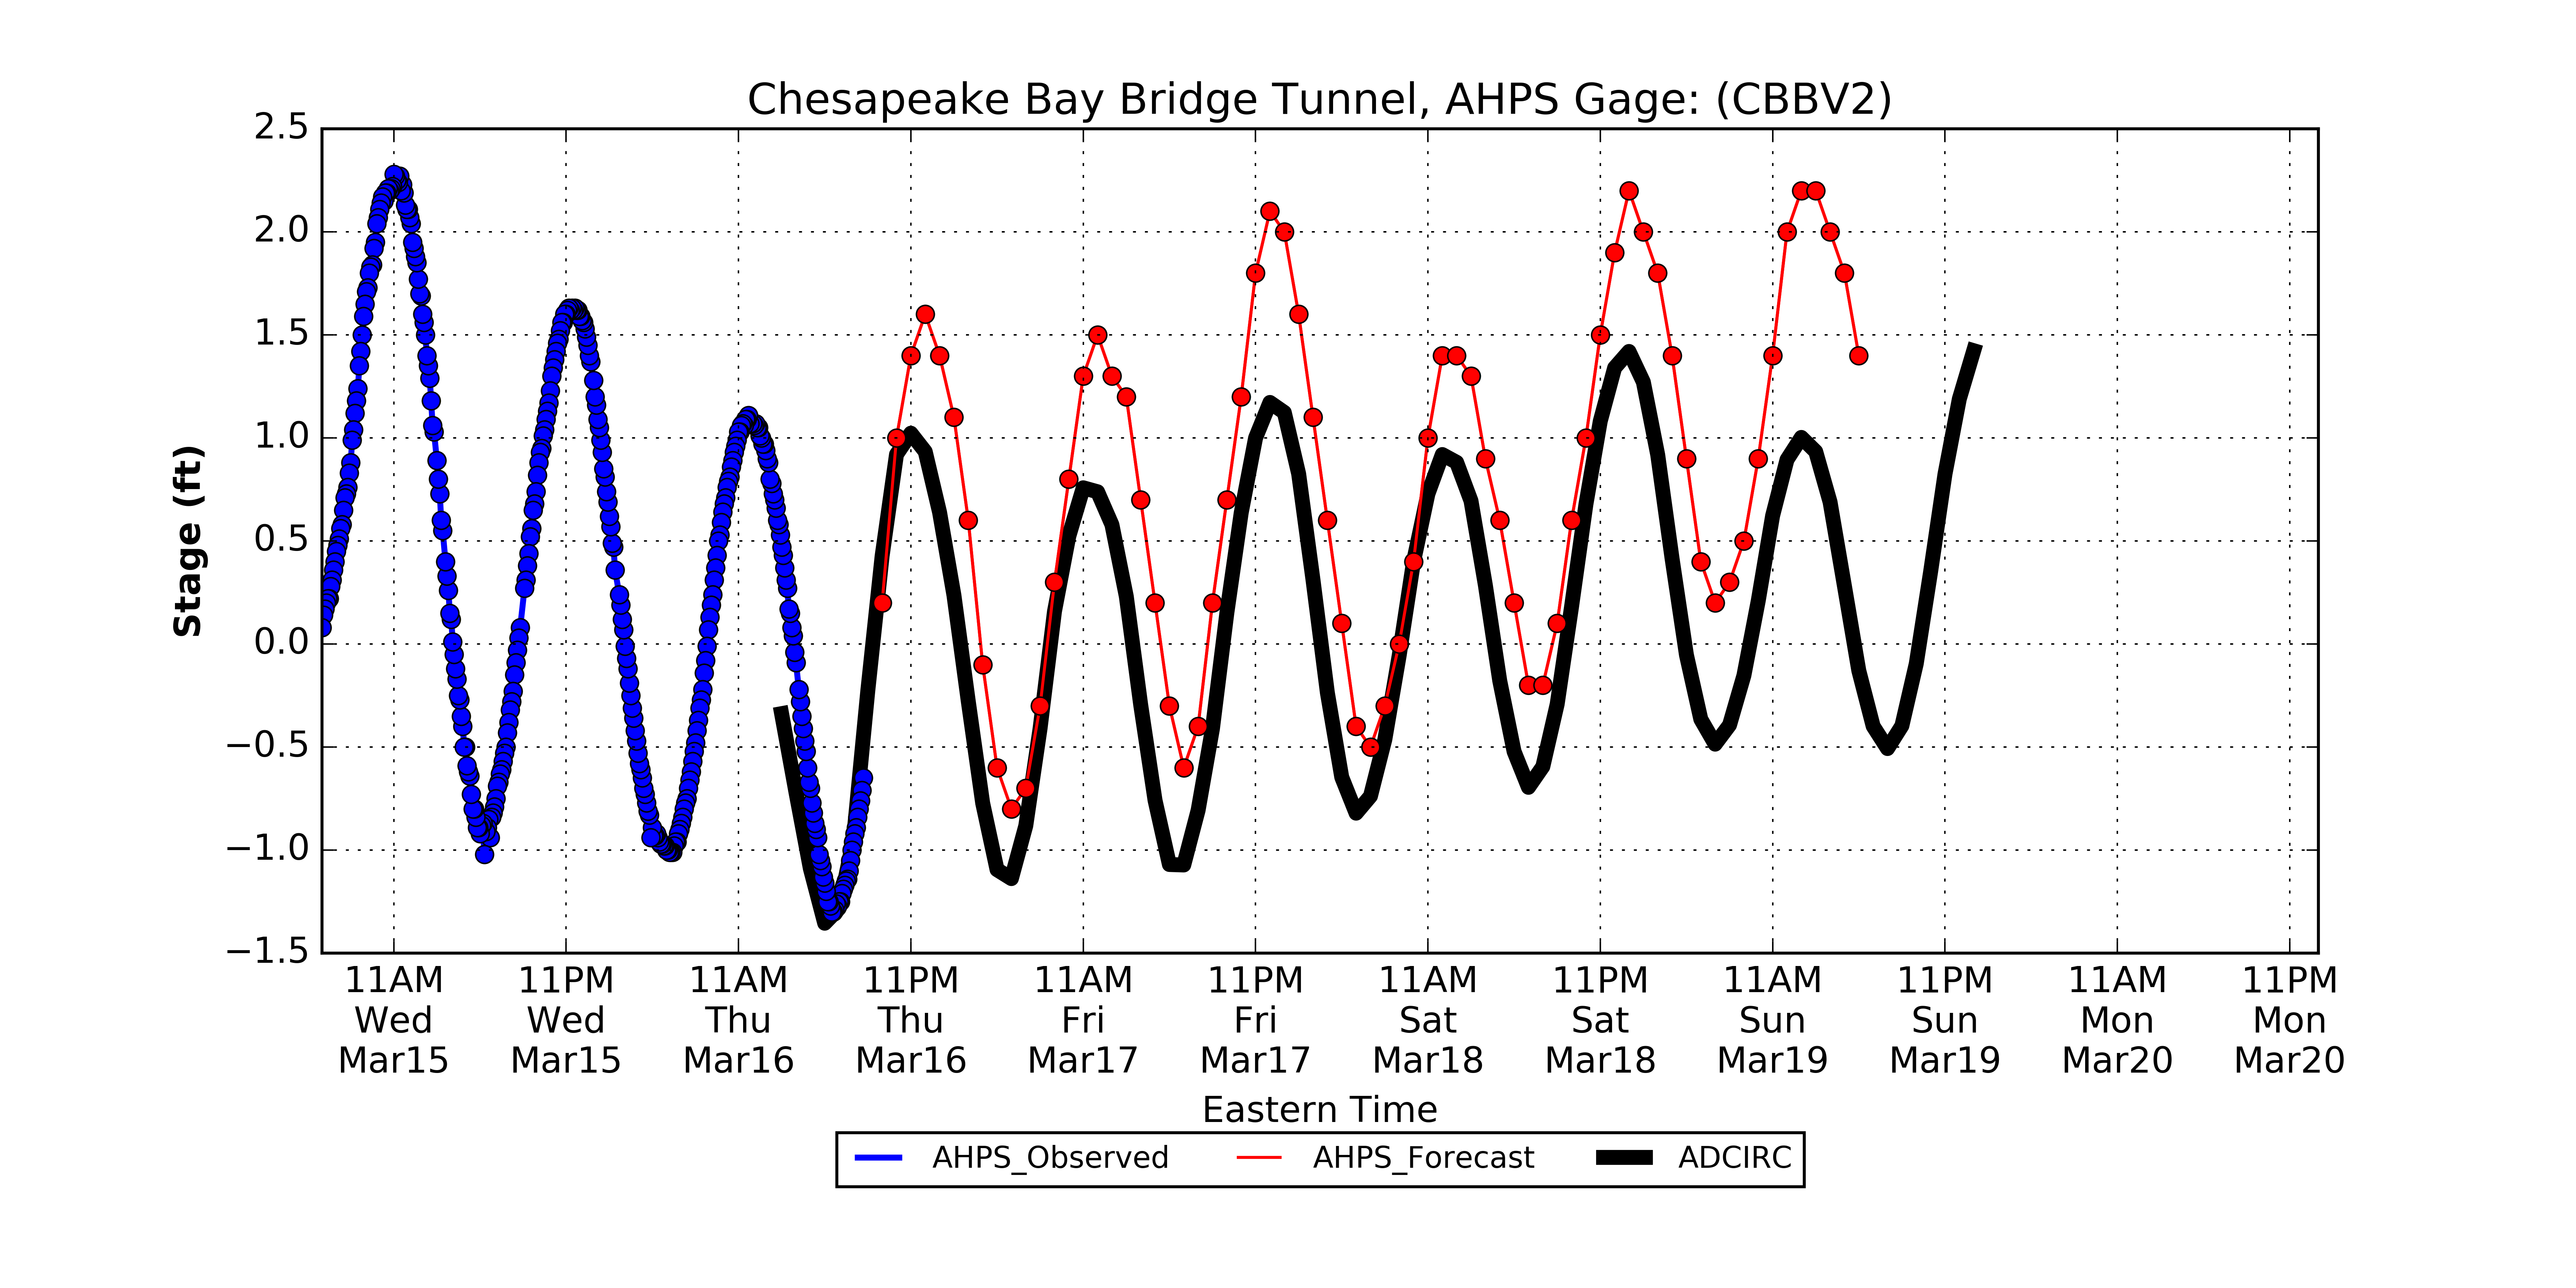 Chesapeake Bay Bridge Tunnel, AHPS Gage: (CBBV2)
2.5
2.0
1.5
1.0
0.5
0.0
−0.5
−1.0
−1.5
Stage (ft)
11AM 11PM 11AM 11PM 11AM 11PM 11AM 11PM 11AM 11PM 11AM 11PM
Wed Wed Thu Thu Fri Fri Sat Sat Sun Sun Mon Mon
Mar15 Mar15 Mar16 Mar16 Mar17 Mar17 Mar18 Mar18 Mar19 Mar19 Mar20 Mar20
Eastern Time
AHPS_Observed AHPS_Forecast ADCIRC